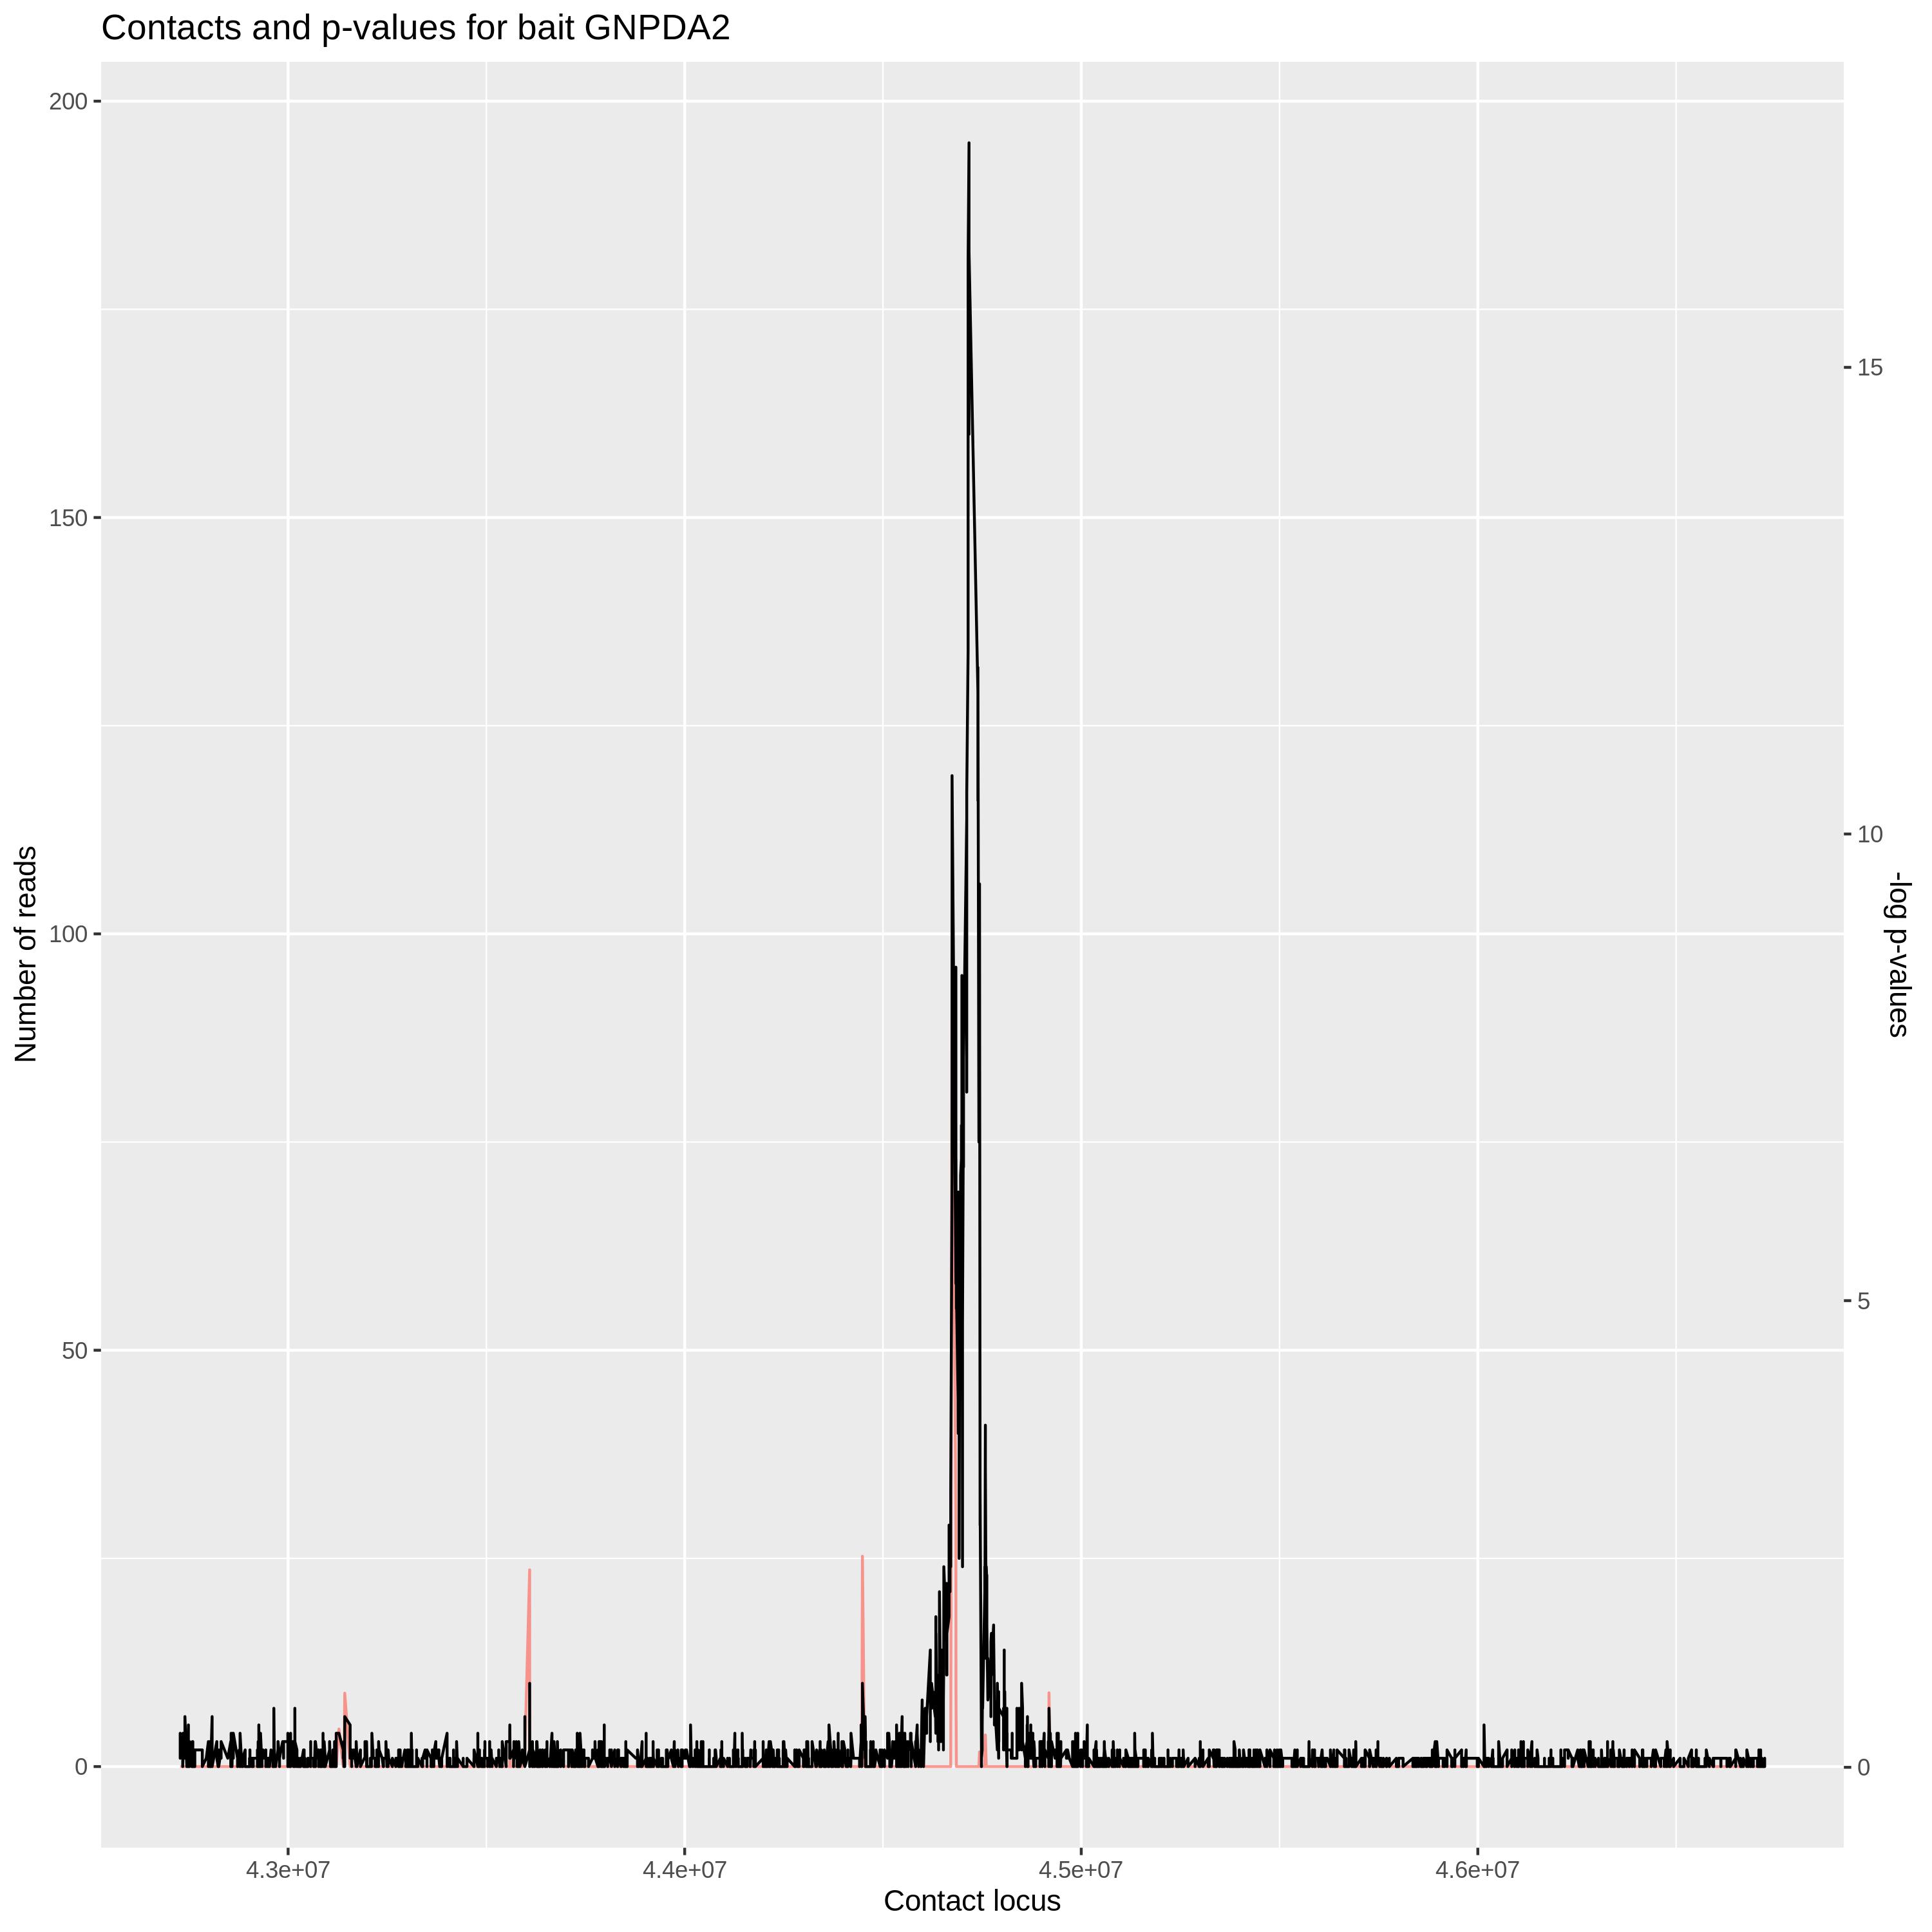 Contacts and p-values for bait GNPDA2
200
150
100
50
0
Number of reads
15
10
5
0
-log p-values
4.3e+07
4.4e+07
4.5e+07
4.6e+07
Contact locus